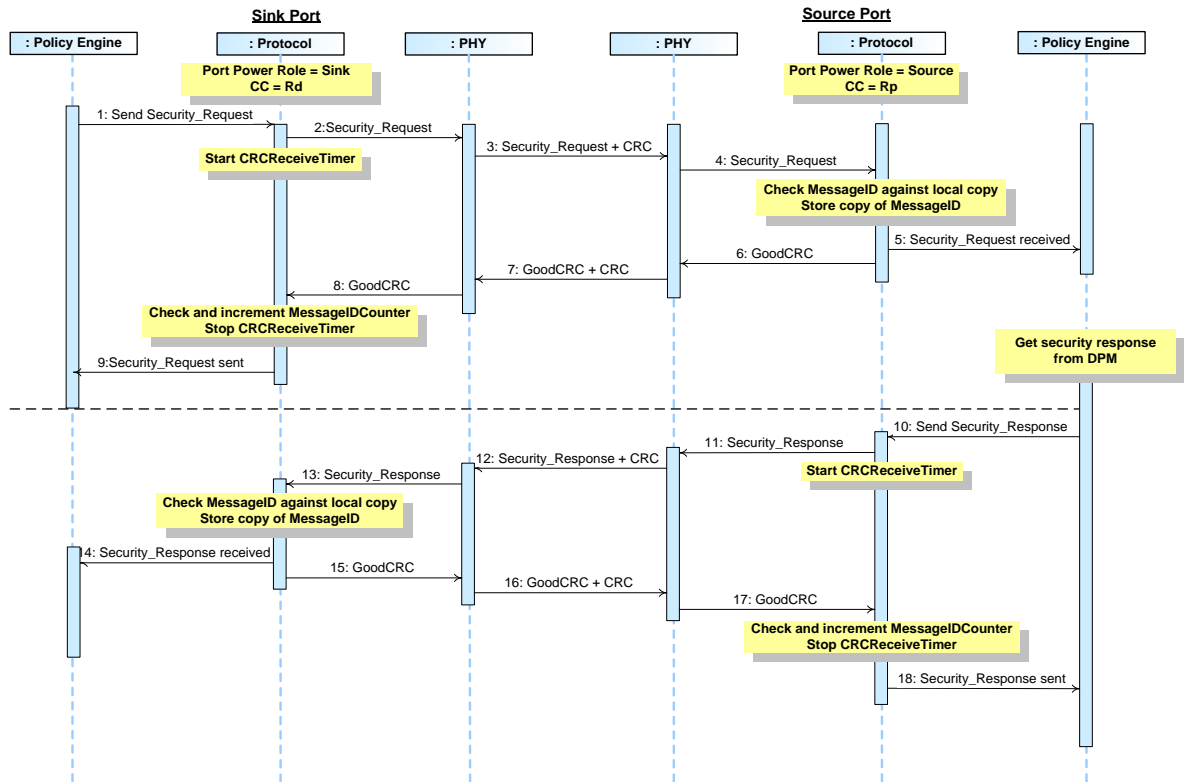 Sink Port
Source Port
: Policy Engine
: Protocol
: PHY
: PHY
: Protocol
: Policy Engine
Port Power Role = Sink
CC = Rd
Port Power Role = Source
CC = Rp
1: Send Security_Request
2:Security_Request
Start CRCReceiveTimer
3: Security_Request + CRC
4: Security_Request
Check MessageID against local copy
Store copy of MessageID
5: Security_Request received
6: GoodCRC
7: GoodCRC + CRC
8: GoodCRC
Check and increment MessageIDCounter
Stop CRCReceiveTimer
9:Security_Request sent
Get security response
from DPM
10: Send Security_Response
11: Security_Response
Start CRCReceiveTimer
12: Security_Response + CRC
13: Security_Response
Check MessageID against local copy
Store copy of MessageID
14: Security_Response received
15: GoodCRC
16: GoodCRC + CRC
17: GoodCRC
Check and increment MessageIDCounter
Stop CRCReceiveTimer
18: Security_Response sent